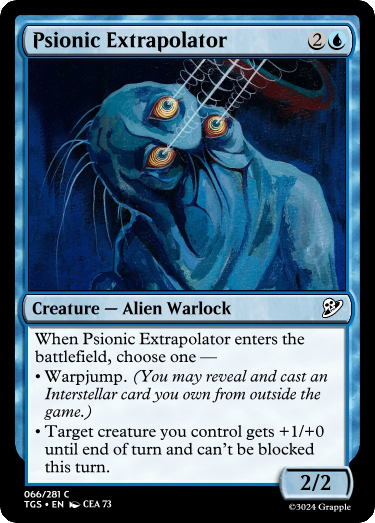 Psionic Extrapolator 2
Creature — Alien Warlock
When Psionic Extrapolator enters the
battlefield, choose one —
• Warpjump. (You may reveal and cast an
Interstellar card you own from outside the
game.)
• Target creature you control gets +1/+0
until end of turn and can't be blocked
this turn.
2/2
066/281 C
TGS • EN CEA 73
©3024 Grapple